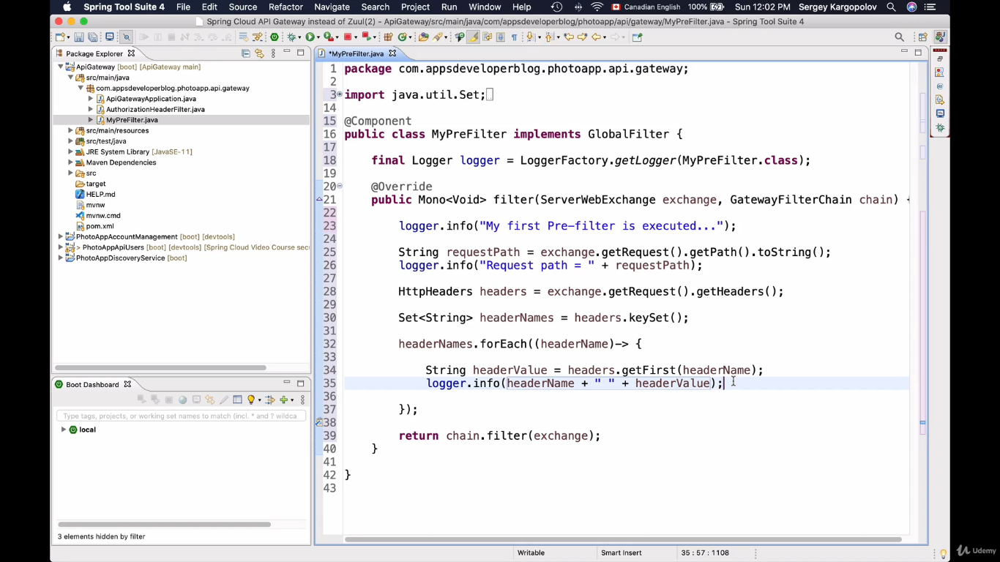 Spring Tool Suite 4 File Edit Source Refactor Navigate Search Project Run Window Help Canadian English 100% Sun 12:02 PM Sergey Kargopolov
Spring Cloud API Gateway instead of Zuul(2) - ApiGateway/src/main/java/com/appsdeveloperblog/photoapp/api/gateway/MyPreFilter.java - Spring Tool Suite 4
Package Explorer
ApiGateway [boot] [ApiGateway main]
src/main/java
com.appsdeveloperblog.photoapp.api.gateway
ApiGatewayApplication.java
AuthorizationHeaderFilter.java
MyPreFilter.java
src/main/resources
src/test/java
JRE System Library [JavaSE-11]
Maven Dependencies
src
target
HELP.md
mvnw
mvnw.cmd
pom.xml
PhotoAppAccountManagement [boot] [devtools]
> PhotoAppApiUsers [boot] [devtools] [Spring Cloud Video Course sec
PhotoAppDiscoveryService [boot]
Boot Dashboard
Type tags, projects, or working set names to match (incl. * and ? wildca
local
3 elements hidden by filter
*MyPreFilter.java
1 package com.appsdeveloperblog.photoapp.api.gateway;
2
3 import java.util.Set;
14
15 @Component
16 public class MyPreFilter implements GlobalFilter {
17
18 final Logger logger = LoggerFactory.getLogger(MyPreFilter.class);
19
20 @Override
21 public Mono<Void> filter(ServerWebExchange exchange, GatewayFilterChain chain) {
22
23 logger.info("My first Pre-filter is executed...");
24
25 String requestPath = exchange.getRequest().getPath().toString();
26 logger.info("Request path = " + requestPath);
27
28 HttpHeaders headers = exchange.getRequest().getHeaders();
29
30 Set<String> headerNames = headers.keySet();
31
32 headerNames.forEach((headerName)-> {
33
34 String headerValue = headers.getFirst(headerName);
35 logger.info(headerName + " " + headerValue);
36
37 });
38
39 return chain.filter(exchange);
40 }
41
42 }
43
Writable Smart Insert 35 : 57 : 1108
Udemy